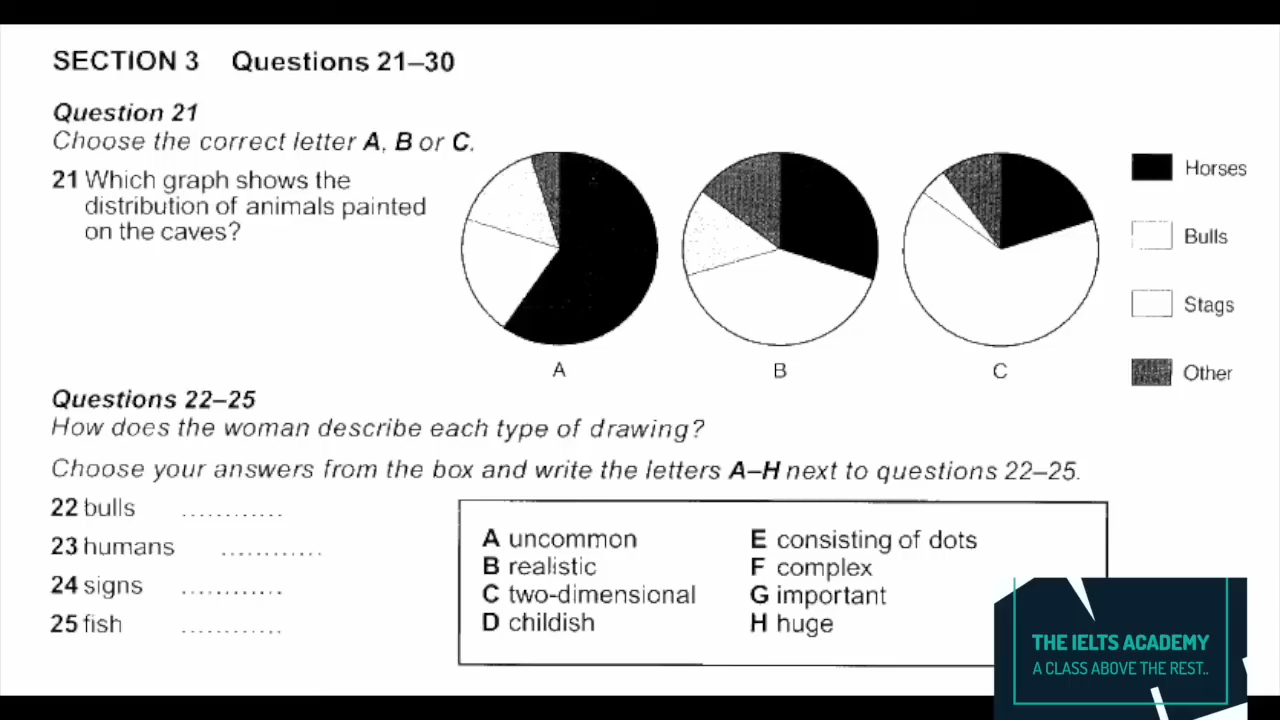 SECTION 3 Questions 21–30
Question 21
Choose the correct letter A, B or C.
21 Which graph shows the
distribution of animals painted
on the caves?
A
B
C
Horses
Bulls
Stags
Other
Questions 22–25
How does the woman describe each type of drawing?
Choose your answers from the box and write the letters A–H next to questions 22–25.
22 bulls ............
23 humans ............
24 signs ............
25 fish ............
A uncommon
B realistic
C two-dimensional
D childish
E consisting of dots
F complex
G important
H huge
THE IELTS ACADEMY
A CLASS ABOVE THE REST..